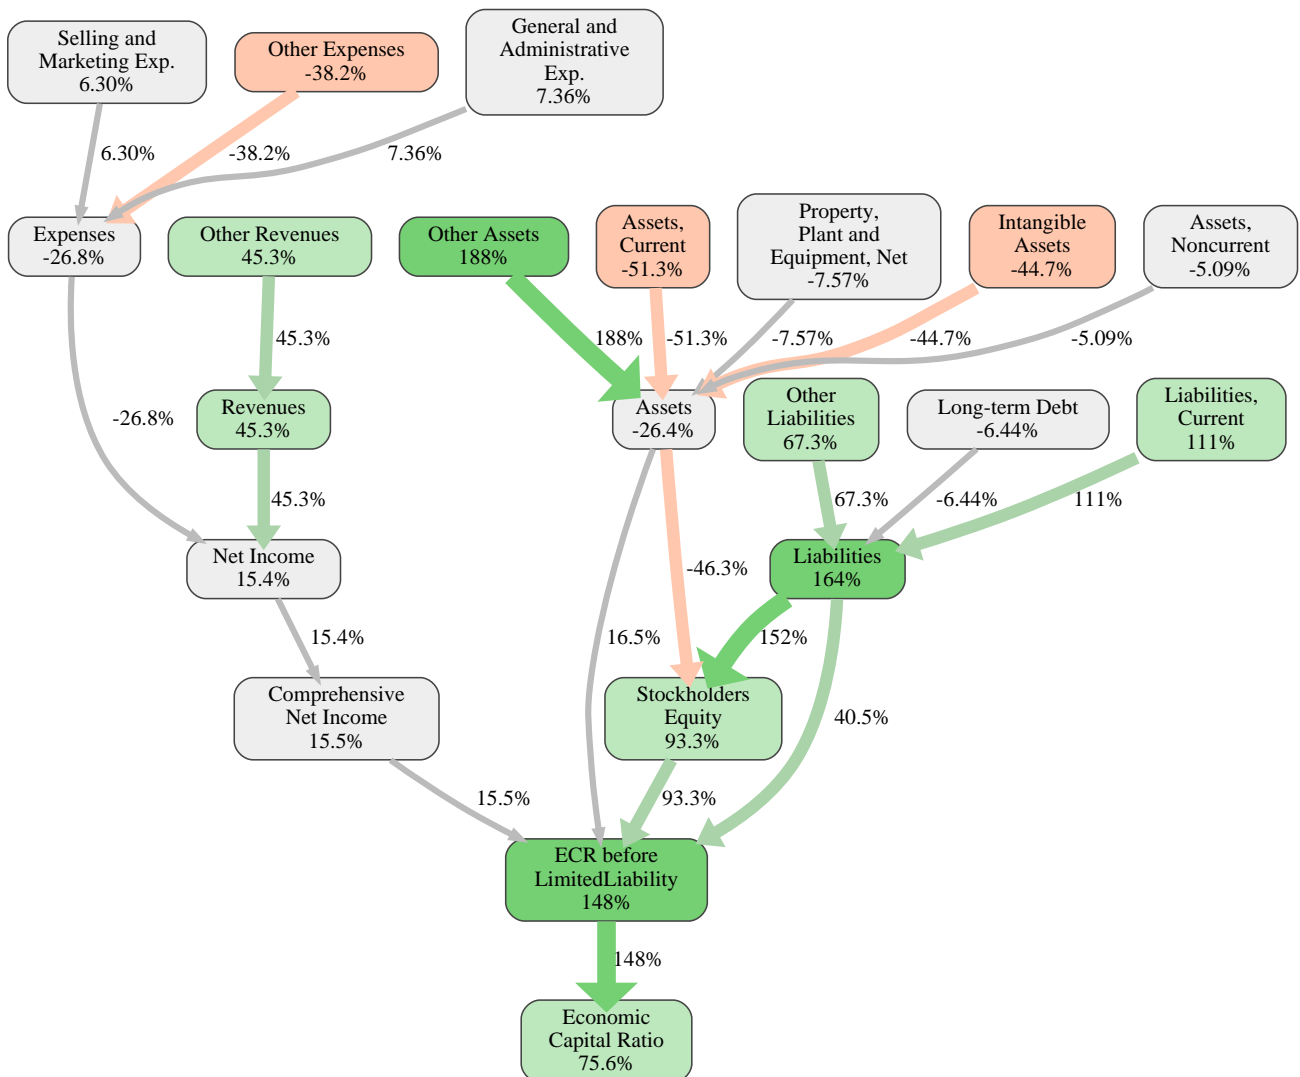 Selling and
Marketing Exp.
6.30%
Other Expenses
-38.2%
General and
Administrative
Exp.
7.36%
6.30%
-38.2%
7.36%
Expenses
-26.8%
Other Revenues
45.3%
Other Assets
188%
Assets,
Current
-51.3%
Property,
Plant and
Equipment, Net
-7.57%
Intangible
Assets
-44.7%
Assets,
Noncurrent
-5.09%
45.3%
188%
-51.3%
-7.57%
-44.7%
-5.09%
-26.8%
Revenues
45.3%
Assets
-26.4%
Other
Liabilities
67.3%
Long-term Debt
-6.44%
Liabilities,
Current
111%
45.3%
67.3%
-6.44%
111%
Net Income
15.4%
-46.3%
Liabilities
164%
15.4%
16.5%
152%
Comprehensive
Net Income
15.5%
Stockholders
Equity
93.3%
40.5%
15.5%
93.3%
ECR before
LimitedLiability
148%
148%
Economic
Capital Ratio
75.6%